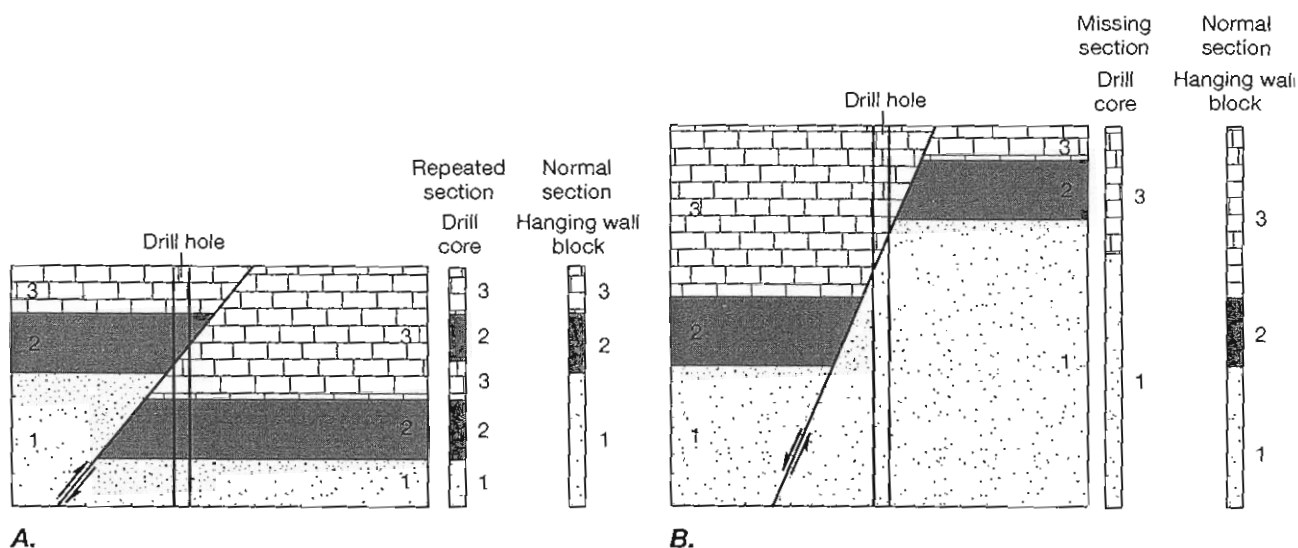 Repeated section
Normal section
Drill core
Hanging wall block
Drill hole
3
3
2
2
1
1
3
2
3
2
1
3
2
1
A.
Missing section
Normal section
Drill core
Hanging wall block
Drill hole
3
3
2
2
1
1
3
1
3
2
1
B.